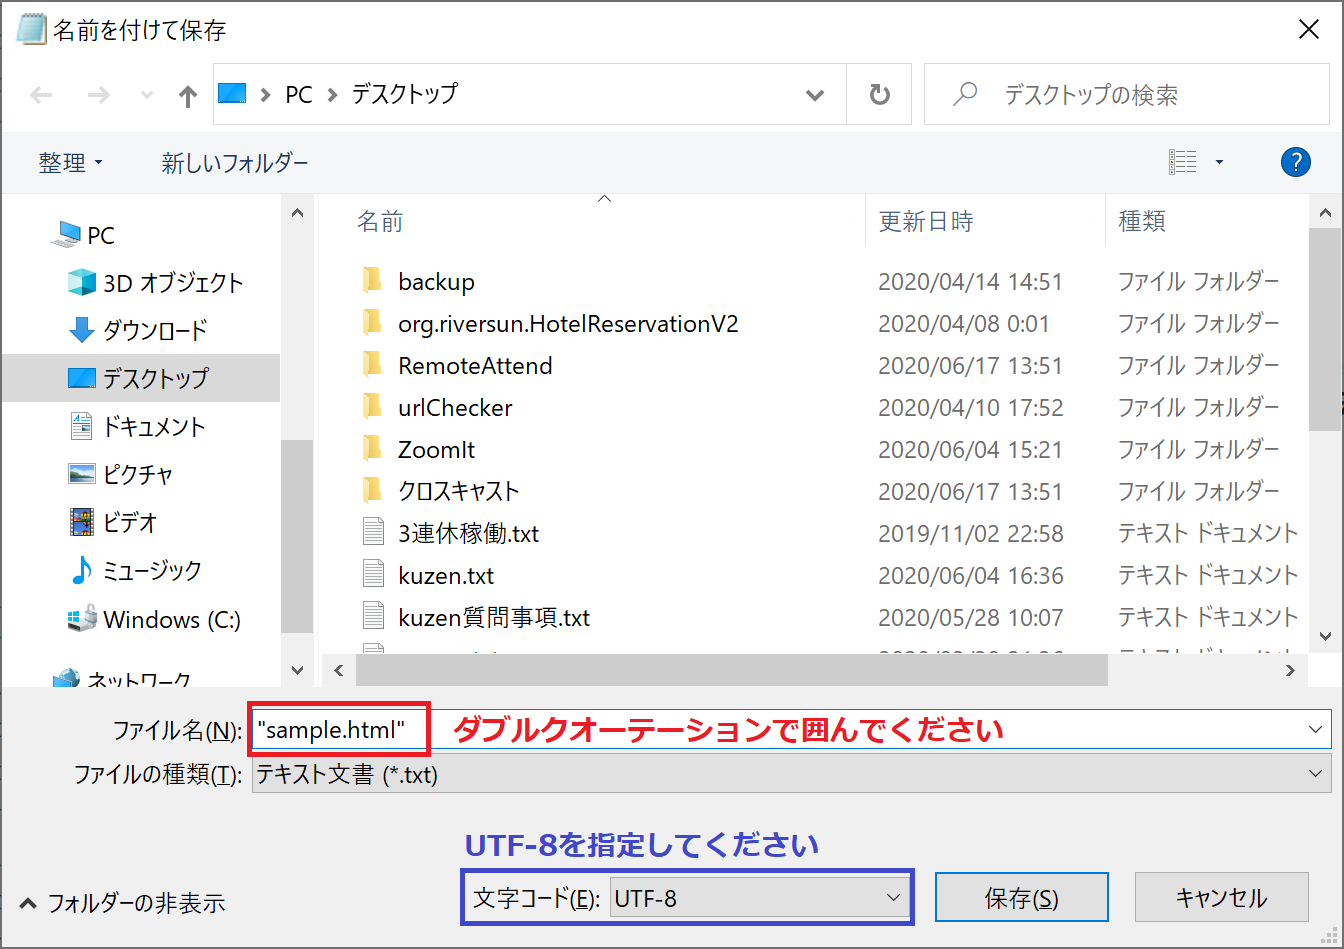 名前を付けて保存
PC デスクトップ
デスクトップの検索
整理
新しいフォルダー
?
PC
3D オブジェクト
ダウンロード
デスクトップ
ドキュメント
ピクチャ
ビデオ
ミュージック
Windows (C:)
ネットワーク
名前 更新日時 種類
backup 2020/04/14 14:51 ファイル フォルダー
org.riversun.HotelReservationV2 2020/04/08 0:01 ファイル フォルダー
RemoteAttend 2020/06/17 13:51 ファイル フォルダー
urlChecker 2020/04/10 17:52 ファイル フォルダー
ZoomIt 2020/06/04 15:21 ファイル フォルダー
クロスキャスト 2020/06/17 13:51 ファイル フォルダー
3連休稼働.txt 2019/11/02 22:58 テキスト ドキュメント
kuzen.txt 2020/06/04 16:36 テキスト ドキュメント
kuzen質問事項.txt 2020/05/28 10:07 テキスト ドキュメント
ファイル名(N): "sample.html" ダブルクオーテーションで囲んでください
ファイルの種類(T): テキスト文書 (*.txt)
UTF-8を指定してください
フォルダーの非表示
文字コード(E): UTF-8
保存(S)
キャンセル